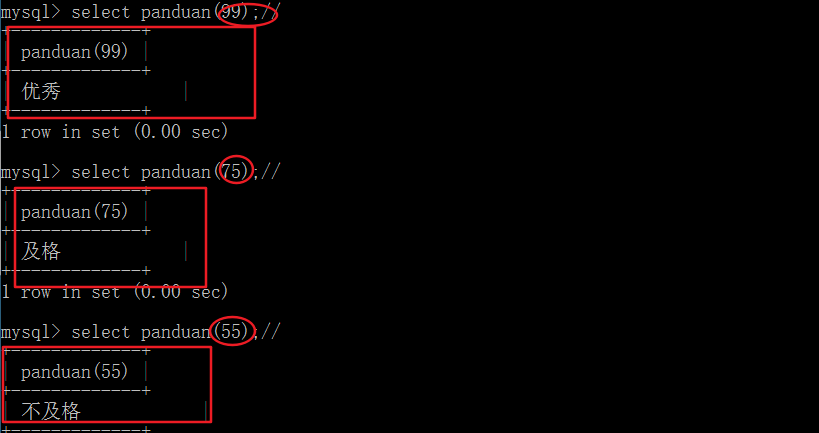 mysql> select panduan(99);//
+-------------+
| panduan(99) |
+-------------+
| 优秀 |
+-------------+
1 row in set (0.00 sec)
mysql> select panduan(75);//
+-------------+
| panduan(75) |
+-------------+
| 及格 |
+-------------+
1 row in set (0.00 sec)
mysql> select panduan(55);//
+-------------+
| panduan(55) |
+-------------+
| 不及格 |
+-------------+